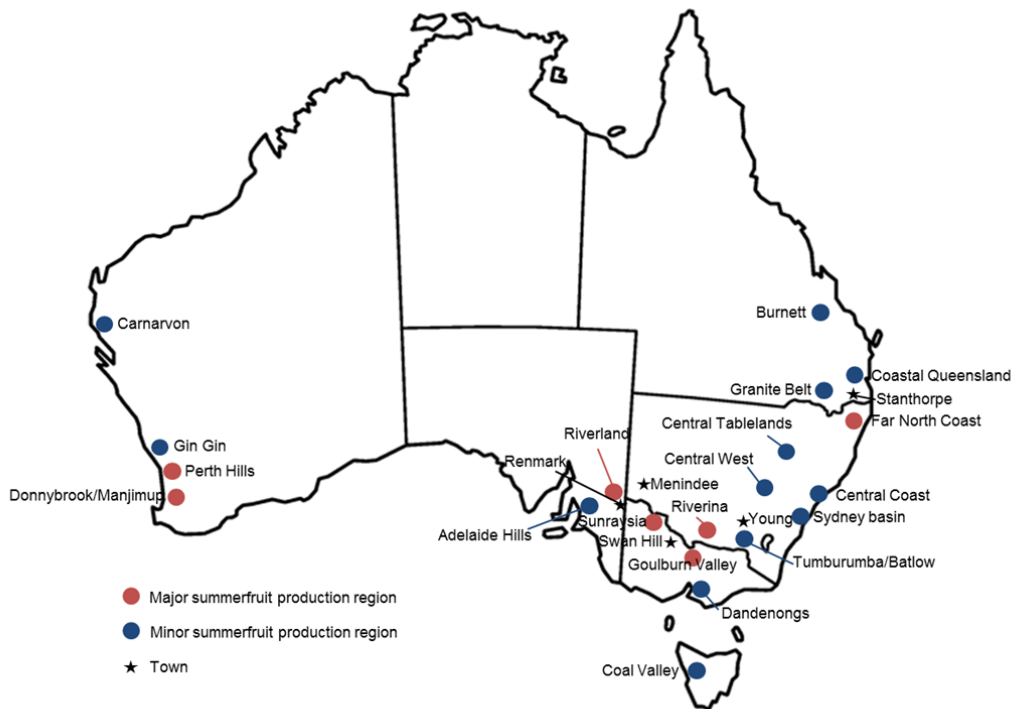 Burnett
Carnarvon
Coastal Queensland
Granite Belt
Stanthorpe
Far North Coast
Central Tablelands
Riverland
Gin Gin
Central West
Renmark
Perth Hills
Menindee
Donnybrook/Manjimup
Central Coast
Riverina
Young
Sydney basin
Sunraysia
Adelaide Hills
Swan Hill
Tumburumba/Batlow
Goulburn Valley
Major summerfruit production region
Dandenongs
Minor summerfruit production region
Town
Coal Valley